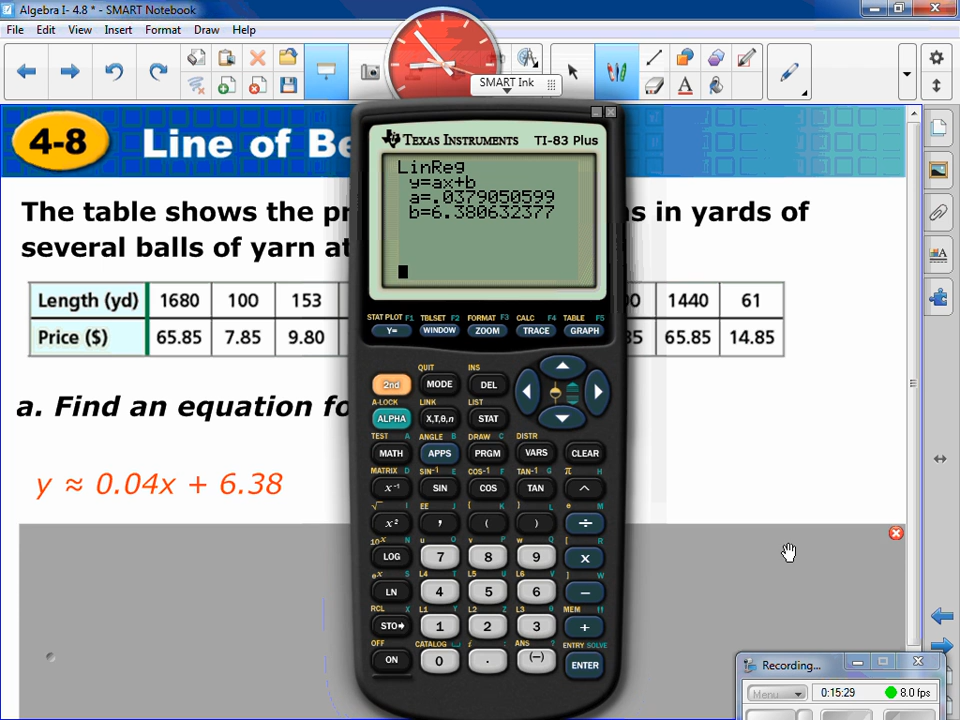 Algebra I- 4.8 * - SMART Notebook
File Edit View Insert Format Draw Help
SMART Ink
4-8 Line of Be
The table shows the pr s in yards of
several balls of yarn at
Length (yd) 1680 100 153 1440 61
Price ($) 65.85 7.85 9.80 65.85 14.85
a. Find an equation fo
y ≈ 0.04x + 6.38
TEXAS INSTRUMENTS TI-83 Plus
LinReg
y=ax+b
a=.0379050599
b=6.380632377
STAT PLOT F1 TBLSET F2 FORMAT F3 CALC F4 TABLE F5
Y= WINDOW ZOOM TRACE GRAPH
QUIT INS
2nd MODE DEL
A-LOCK LINK LIST
ALPHA X,T,θ,n STAT
TEST A ANGLE B DRAW C DISTR
MATH APPS PRGM VARS CLEAR
MATRIX D SIN⁻¹ E COS⁻¹ F TAN⁻¹ G π H
x⁻¹ SIN COS TAN ^
√ I EE J { K } L e M
x² , ( ) ÷
10ˣ N u O v P w Q [ R
LOG 7 8 9 x
eˣ S L4 T L5 U L6 V ] W
LN 4 5 6 −
RCL X L1 Y L2 Z L3 θ MEM "
STO➔ 1 2 3 +
OFF CATALOG i : ANS ? ENTRY SOLVE
ON 0 . (−) ENTER
Recording...
Menu 0:15:29 8.0 fps